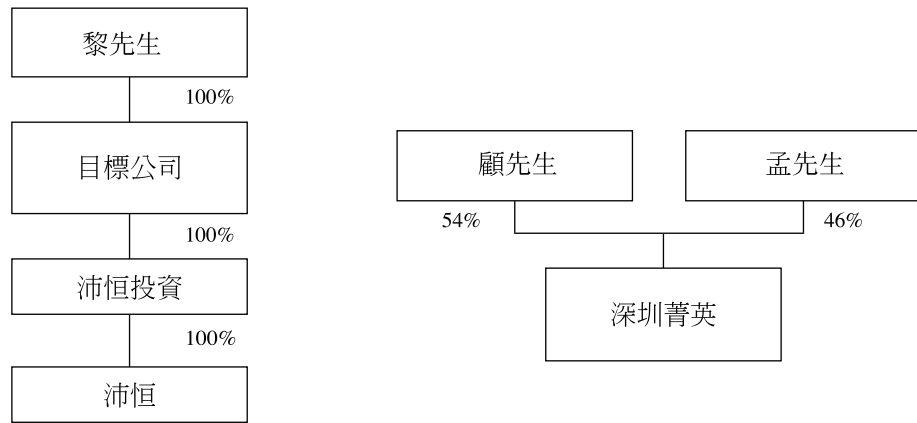 黎先生
100%
目標公司
100%
沛恒投資
100%
沛恒
顧先生
孟先生
54%
46%
深圳菁英